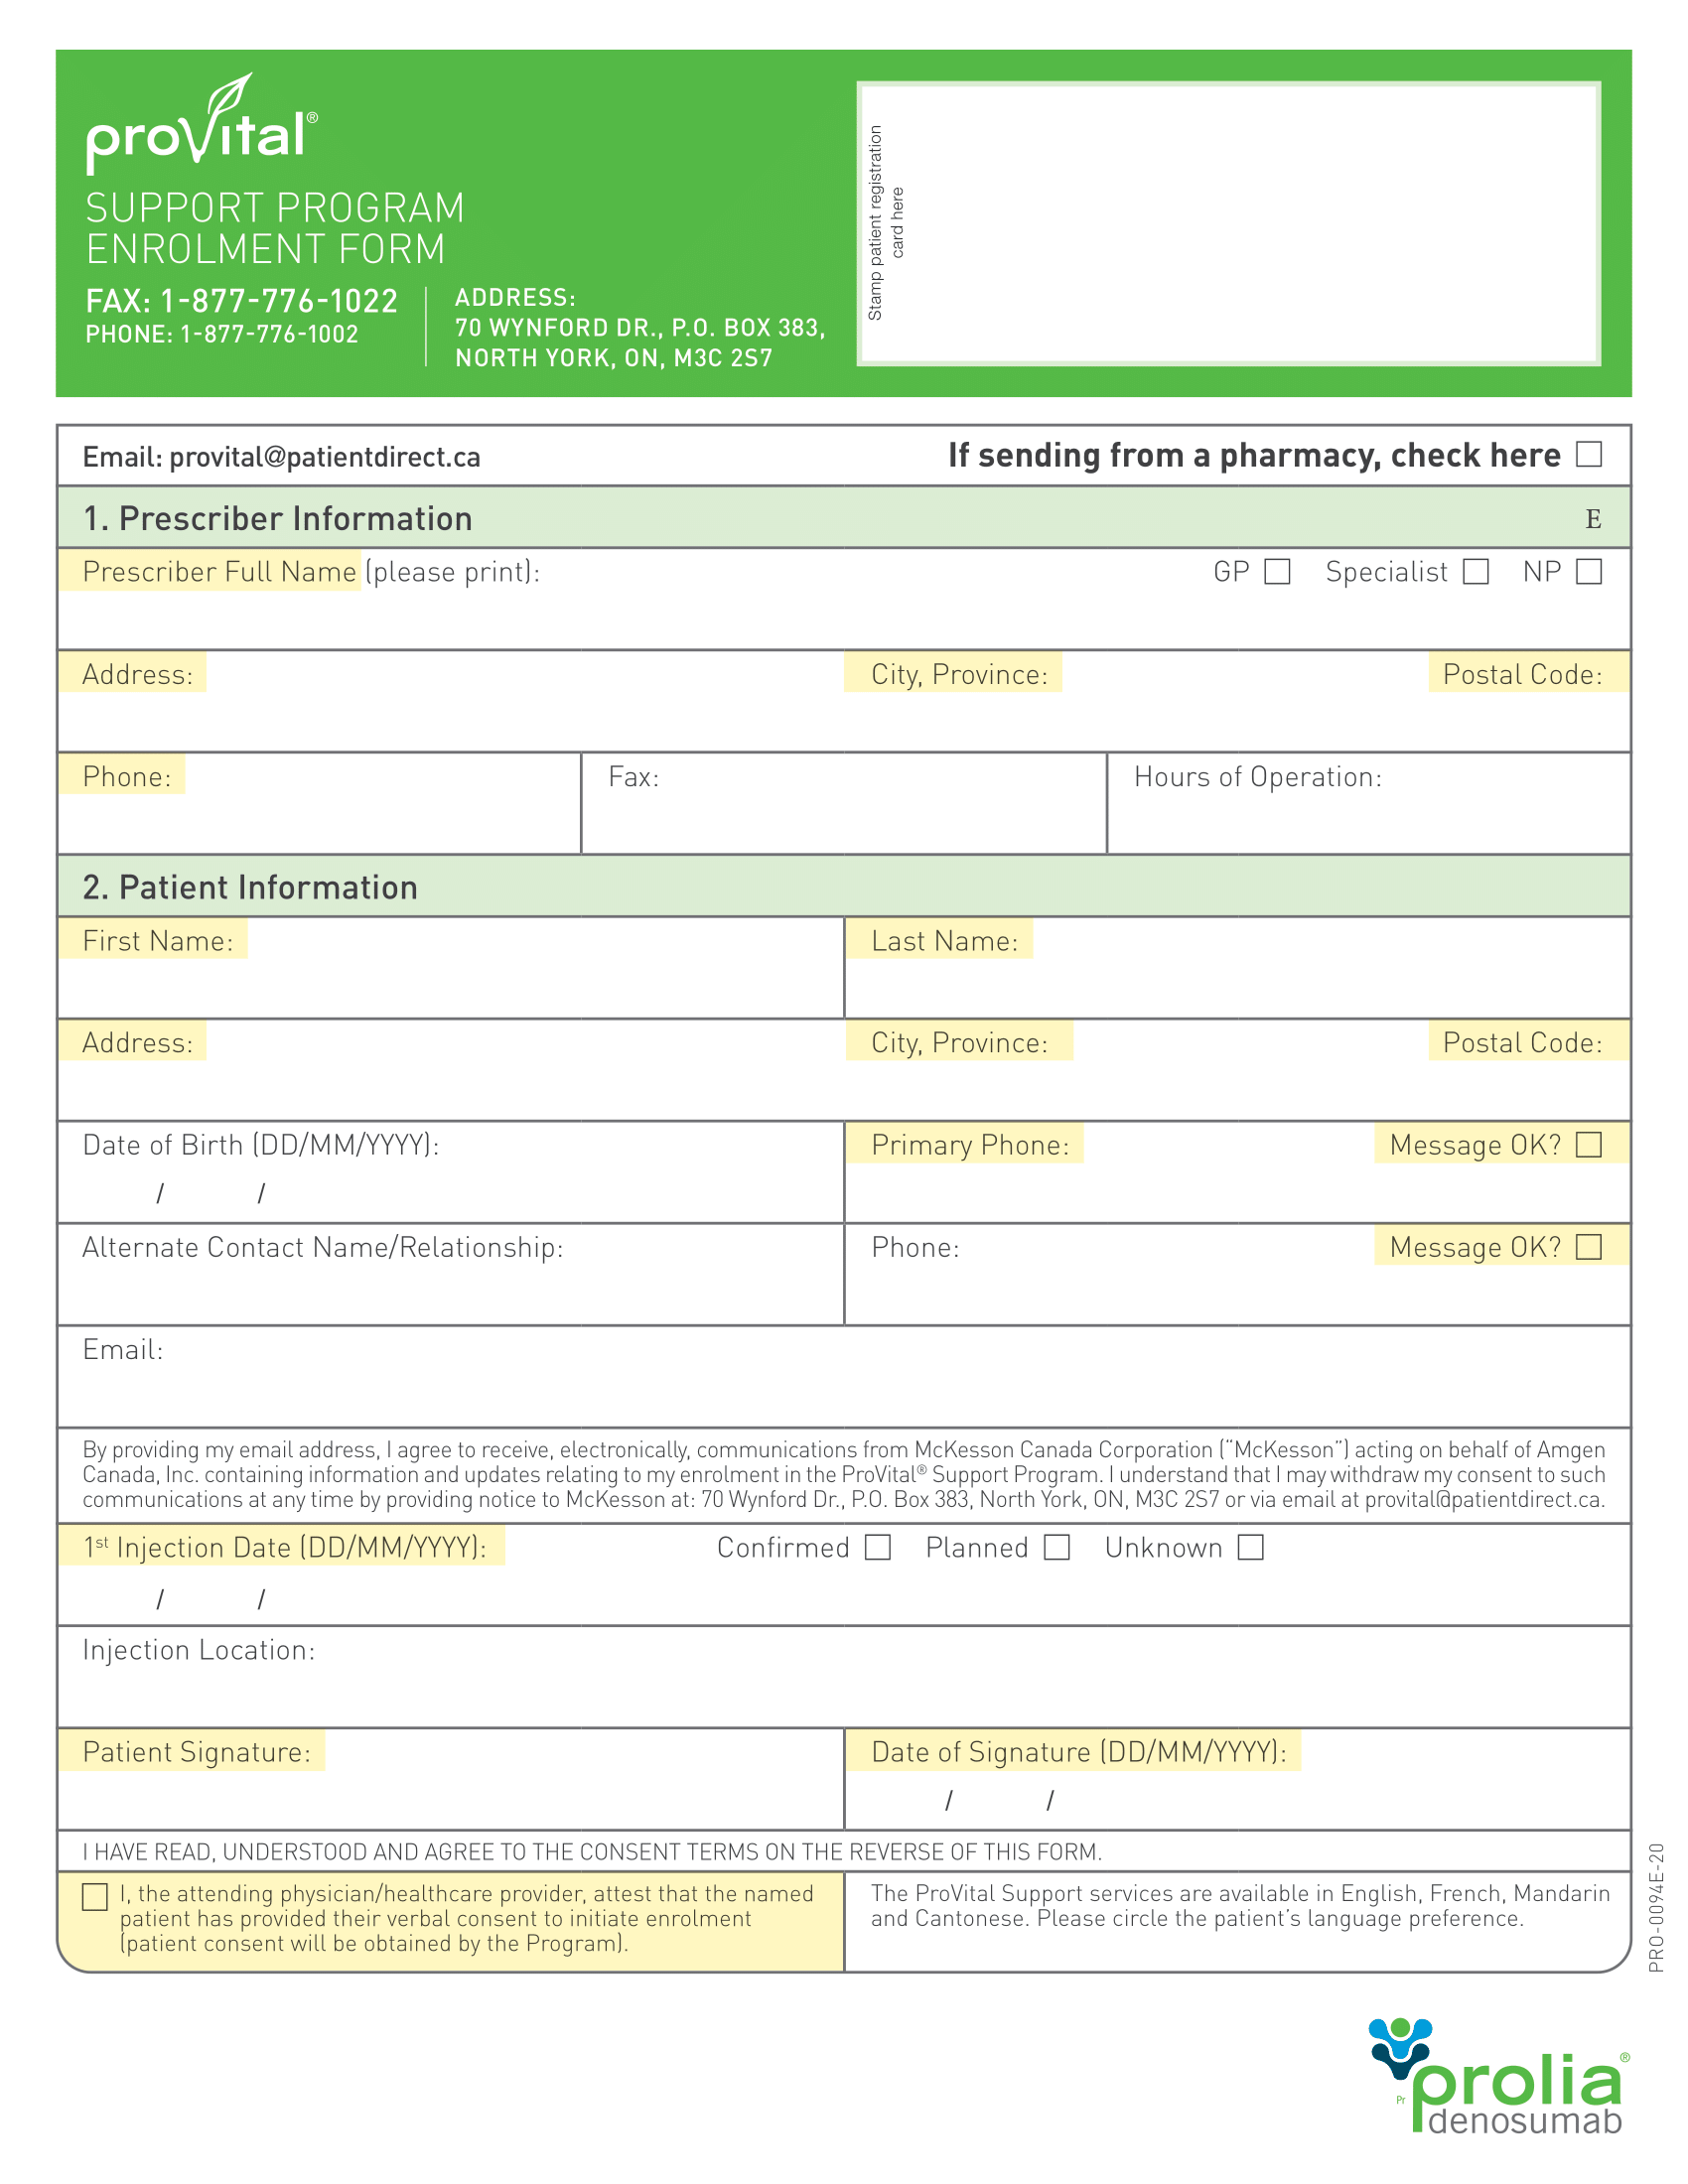 proVital®
SUPPORT PROGRAM
ENROLMENT FORM
FAX: 1-877-776-1022
PHONE: 1-877-776-1002
ADDRESS:
70 WYNFORD DR., P.O. BOX 383,
NORTH YORK, ON, M3C 2S7
Stamp patient registration
card here
Email: provital@patientdirect.ca
If sending from a pharmacy, check here
1. Prescriber Information
E
Prescriber Full Name (please print):
GP Specialist NP
Address:
City, Province:
Postal Code:
Phone:
Fax:
Hours of Operation:
2. Patient Information
First Name:
Last Name:
Address:
City, Province:
Postal Code:
Date of Birth (DD/MM/YYYY):
/ /
Primary Phone:
Message OK?
Alternate Contact Name/Relationship:
Phone:
Message OK?
Email:
By providing my email address, I agree to receive, electronically, communications from McKesson Canada Corporation (“McKesson”) acting on behalf of Amgen
Canada, Inc. containing information and updates relating to my enrolment in the ProVital® Support Program. I understand that I may withdraw my consent to such
communications at any time by providing notice to McKesson at: 70 Wynford Dr., P.O. Box 383, North York, ON, M3C 2S7 or via email at provital@patientdirect.ca.
1st Injection Date (DD/MM/YYYY):
Confirmed Planned Unknown
/ /
Injection Location:
Patient Signature:
Date of Signature (DD/MM/YYYY):
/ /
I HAVE READ, UNDERSTOOD AND AGREE TO THE CONSENT TERMS ON THE REVERSE OF THIS FORM.
I, the attending physician/healthcare provider, attest that the named
patient has provided their verbal consent to initiate enrolment
(patient consent will be obtained by the Program).
The ProVital Support services are available in English, French, Mandarin
and Cantonese. Please circle the patient’s language preference.
PRO-0094E-20
Pr prolia®
denosumab